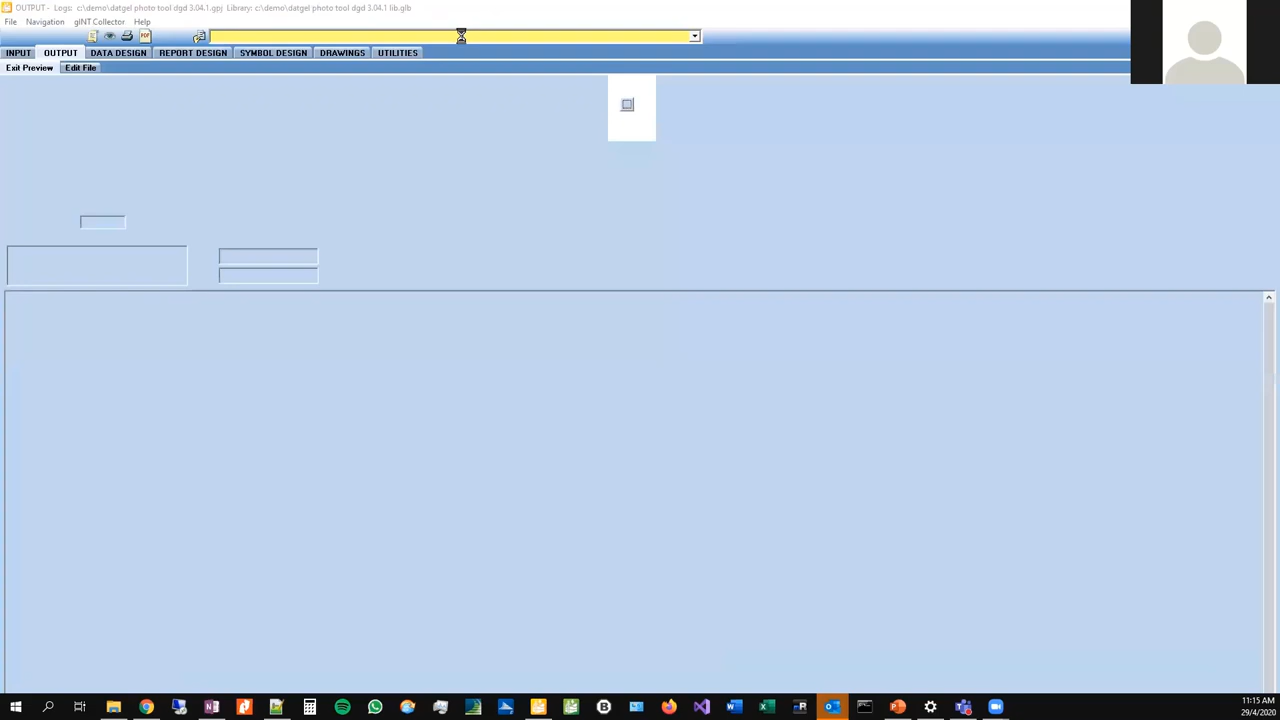 OUTPUT - Logs: c:\demo\datgel photo tool dgd 3.04.1.gpj Library: c:\demo\datgel photo tool dgd 3.04.1 lib.glb
File Navigation gINT Collector Help
PDF
INPUT OUTPUT DATA DESIGN REPORT DESIGN SYMBOL DESIGN DRAWINGS UTILITIES
Exit Preview Edit File
11:15 AM
29/4/2020